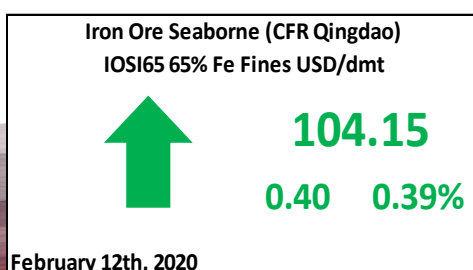 Iron Ore Seaborne (CFR Qingdao)
IOSI65 65% Fe Fines USD/dmt
104.15
0.40 0.39%
February 12th, 2020